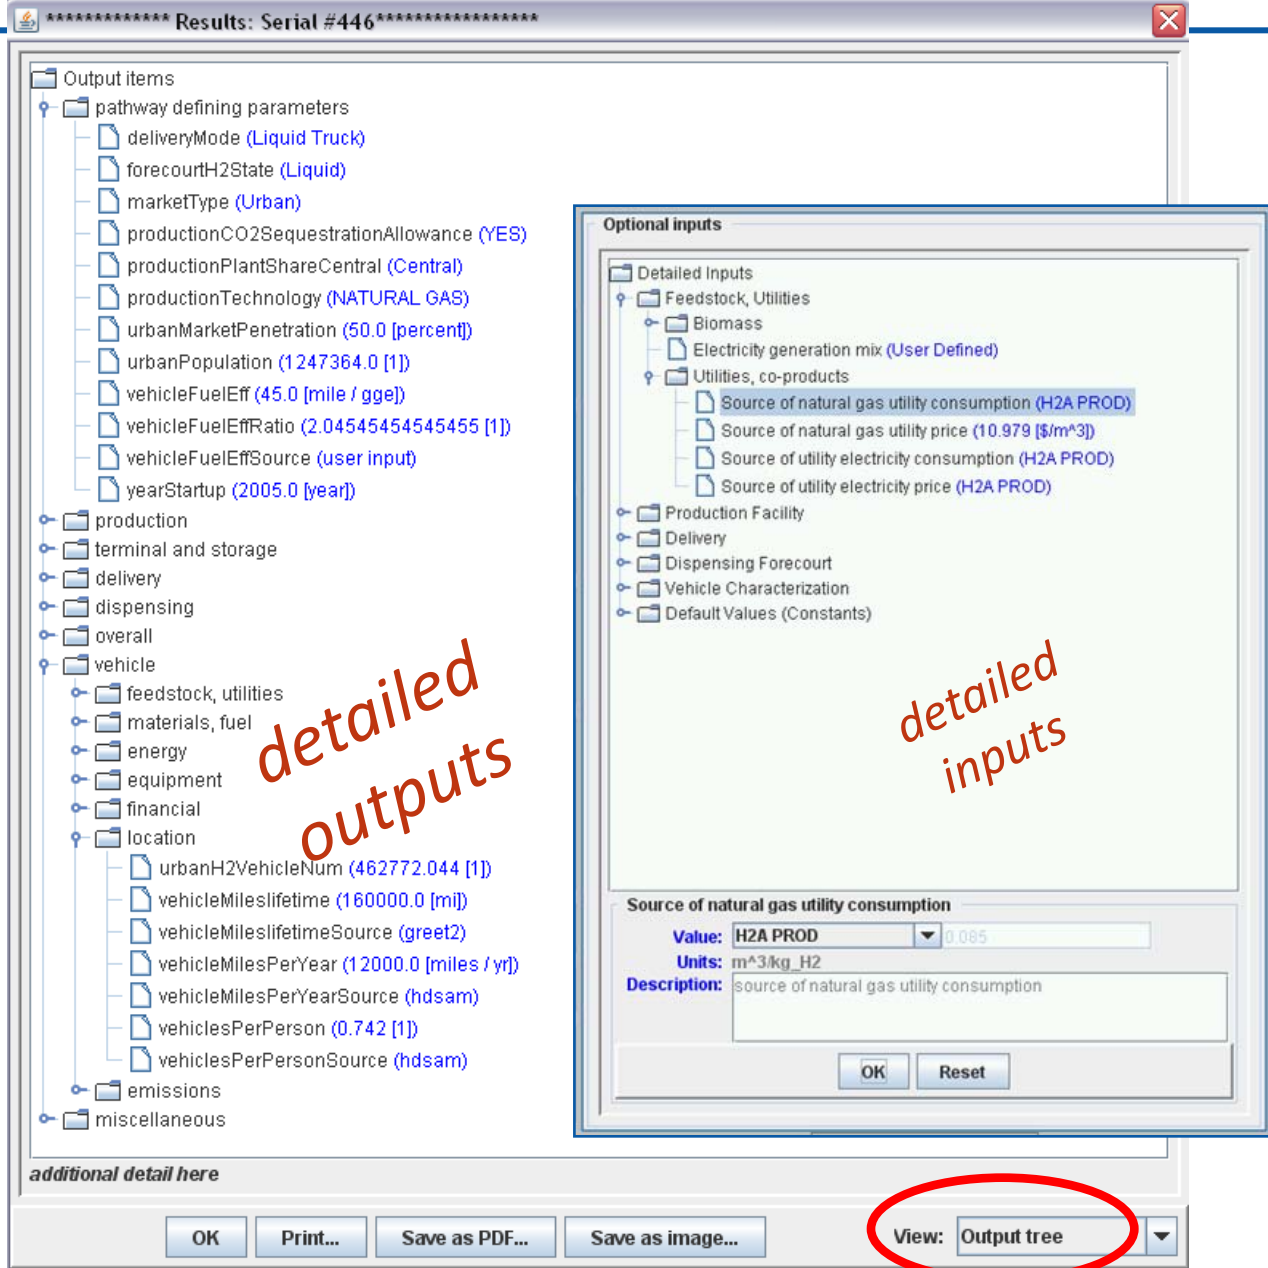 ************* Results: Serial #446*****************
Output items
pathway defining parameters
deliveryMode (Liquid Truck)
forecourtH2State (Liquid)
marketType (Urban)
productionCO2SequestrationAllowance (YES)
productionPlantShareCentral (Central)
productionTechnology (NATURAL GAS)
urbanMarketPenetration (50.0 [percent])
urbanPopulation (1247364.0 [1])
vehicleFuelEff (45.0 [mile / gge])
vehicleFuelEffRatio (2.04545454545455 [1])
vehicleFuelEffSource (user input)
yearStartup (2005.0 [year])
production
terminal and storage
delivery
dispensing
overall
vehicle
feedstock, utilities
materials, fuel
energy
equipment
financial
location
urbanH2VehicleNum (462772.044 [1])
vehicleMileslifetime (160000.0 [mi])
vehicleMileslifetimeSource (greet2)
vehicleMilesPerYear (12000.0 [miles / yr])
vehicleMilesPerYearSource (hdsam)
vehiclesPerPerson (0.742 [1])
vehiclesPerPersonSource (hdsam)
emissions
miscellaneous
detailed
outputs
additional detail here
OK
Print...
Save as PDF...
Save as image...
View: Output tree
Optional inputs
Detailed Inputs
Feedstock, Utilities
Biomass
Electricity generation mix (User Defined)
Utilities, co-products
Source of natural gas utility consumption (H2A PROD)
Source of natural gas utility price (10.979 [$/m^3])
Source of utility electricity consumption (H2A PROD)
Source of utility electricity price (H2A PROD)
Production Facility
Delivery
Dispensing Forecourt
Vehicle Characterization
Default Values (Constants)
detailed
inputs
Source of natural gas utility consumption
Value: H2A PROD 0.085
Units: m^3/kg_H2
Description: source of natural gas utility consumption
OK
Reset